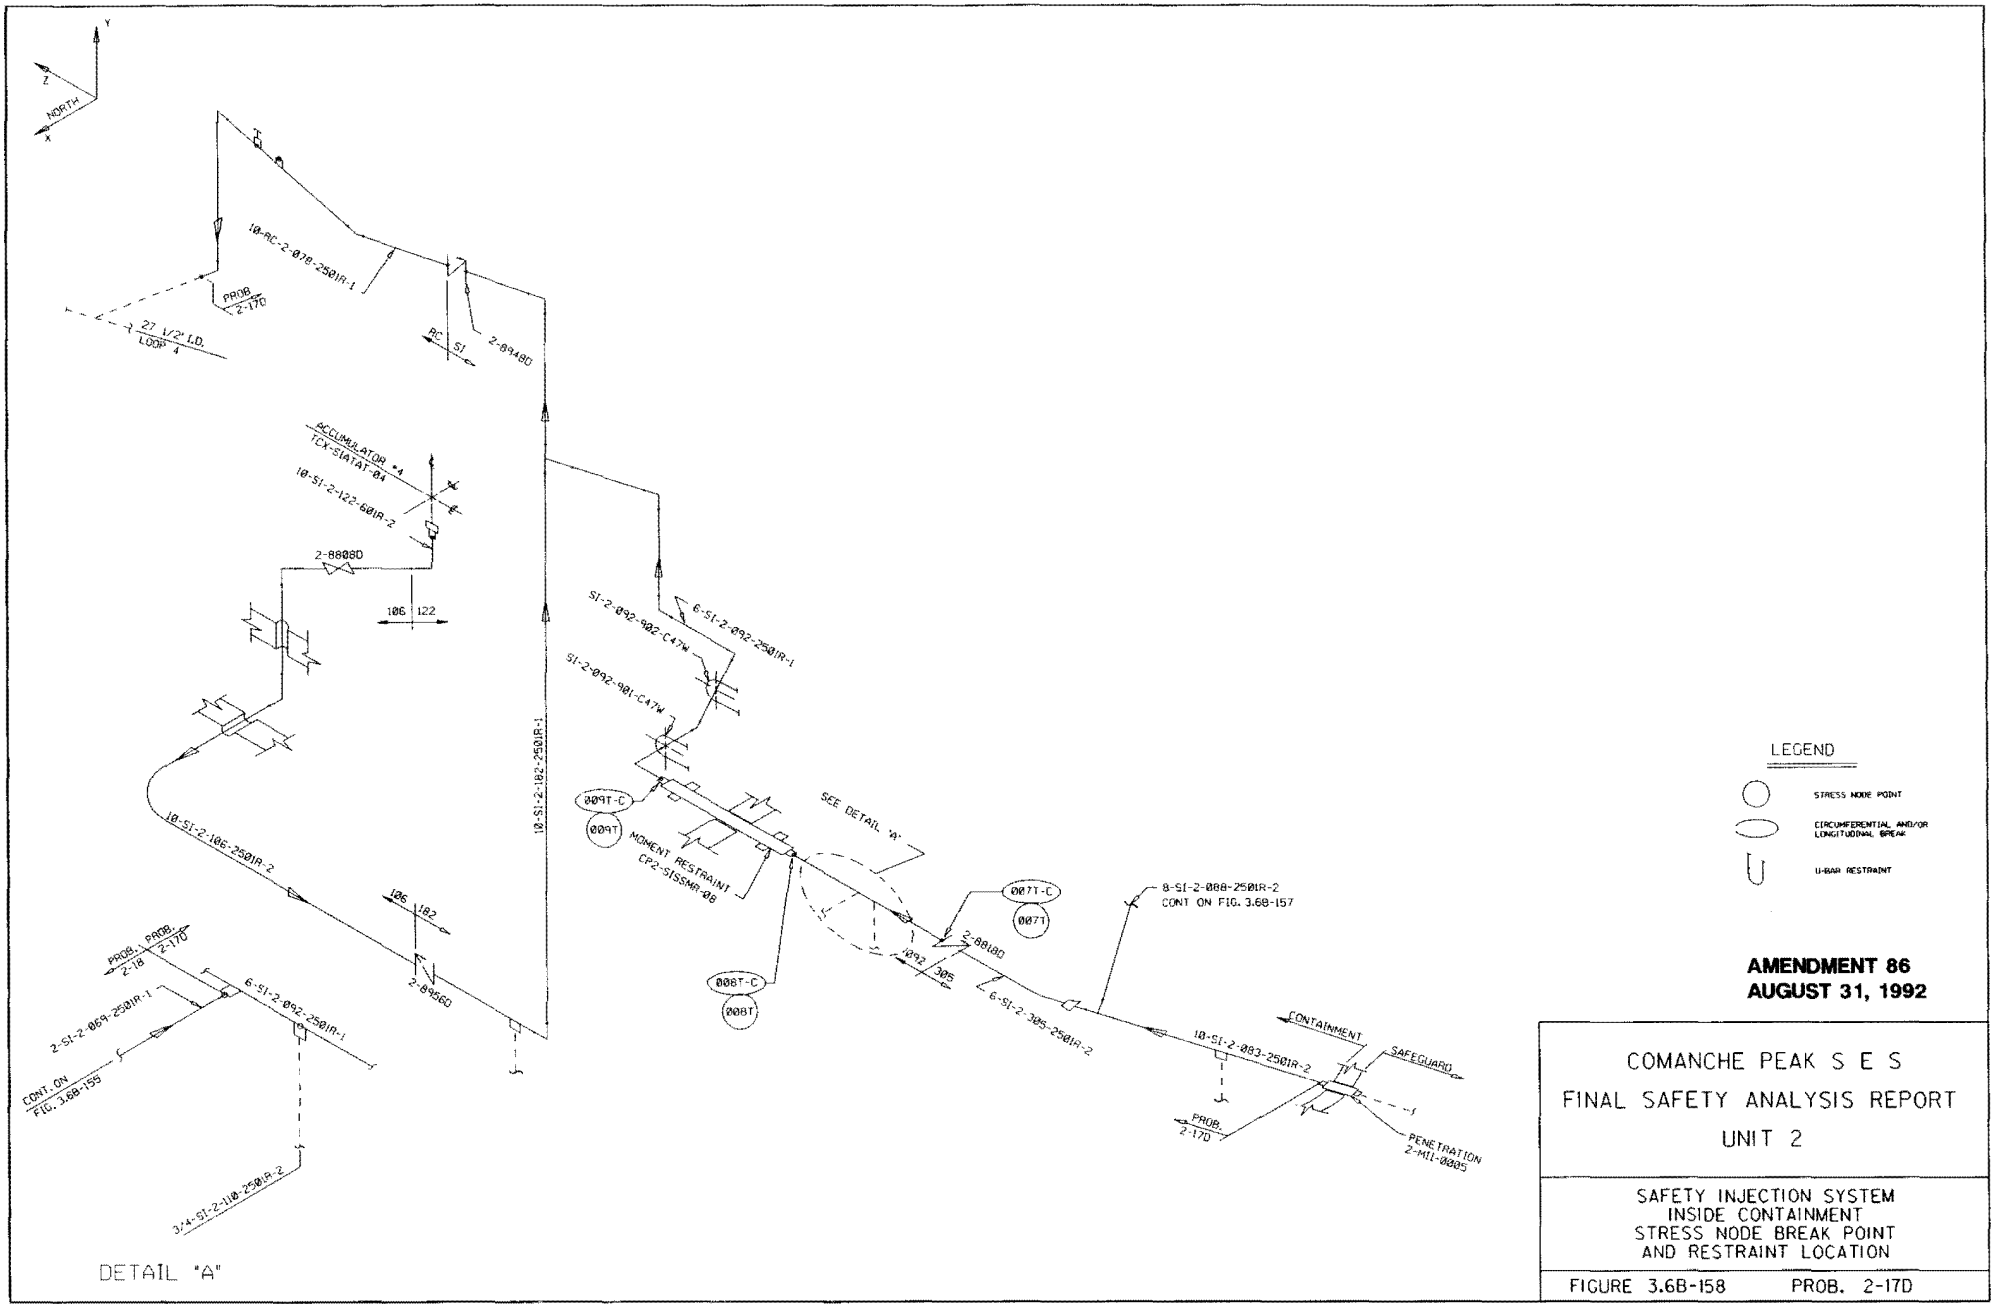 Y
Z
NORTH
X
10-RC-2-078-2501R-1
PROB
2-17D
27 1/2" I.D.
LOOP 4
RC SI
2-8948D
ACCUMULATOR #4
TCX-SIATAT-04
10-SI-2-122-601R-2
2-8808D
106 122
SI-2-092-902-C47W
6-SI-2-092-2501R-1
SI-2-092-901-C47W
10-SI-2-182-2501R-1
009T-C
009T
MOMENT RESTRAINT
CP2-SISSMR-08
SEE DETAIL "A"
10-SI-2-106-2501R-2
106 182
2-8956D
007T-C
007T
2-8818D
092 305
6-SI-2-305-2501R-2
008T-C
008T
8-SI-2-088-2501R-2
CONT ON FIG. 3.6B-157
10-SI-2-083-2501R-2
CONTAINMENT
SAFEGUARD
PROB.
2-17D
PENETRATION
2-MII-0005
PROB. PROB.
2-18 2-17D
6-SI-2-092-2501R-1
2-SI-2-069-2501R-1
CONT. ON
FIG. 3.6B-155
3/4-SI-2-110-2501R-2
DETAIL "A"
LEGEND
STRESS NODE POINT
CIRCUMFERENTIAL AND/OR
LONGITUDINAL BREAK
U-BAR RESTRAINT
AMENDMENT 86
AUGUST 31, 1992
COMANCHE PEAK S E S
FINAL SAFETY ANALYSIS REPORT
UNIT 2
SAFETY INJECTION SYSTEM
INSIDE CONTAINMENT
STRESS NODE BREAK POINT
AND RESTRAINT LOCATION
FIGURE 3.6B-158 PROB. 2-17D